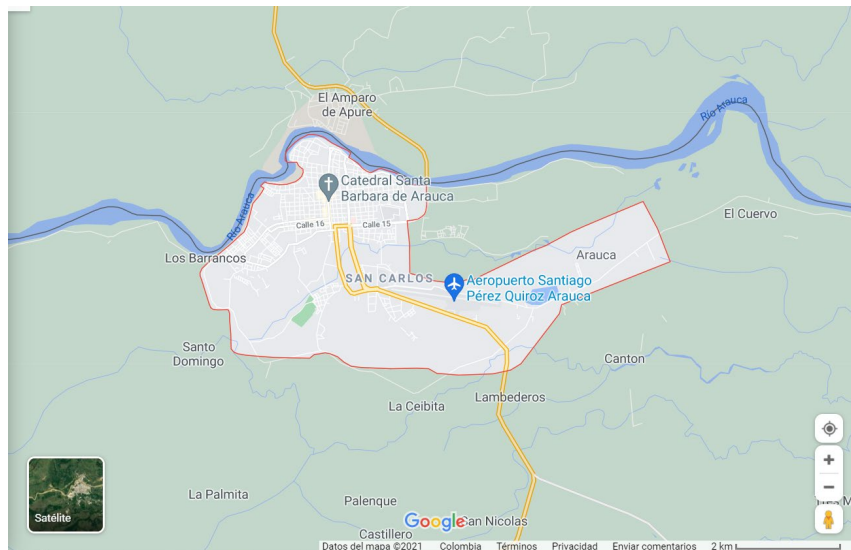 El Amparo
de Apure
Río Arauca
Catedral Santa
Barbara de Arauca
El Cuervo
Río Arauca
Calle 16
Calle 15
Los Barrancos
Arauca
SAN CARLOS
Aeropuerto Santiago
Pérez Quiroz Arauca
Santo
Domingo
Canton
Lambederos
La Ceibita
La Palmita
Palenque
Google
San Nicolas
Satélite
Castillero
Datos del mapa ©2021 Colombia Términos Privacidad Enviar comentarios 2 km